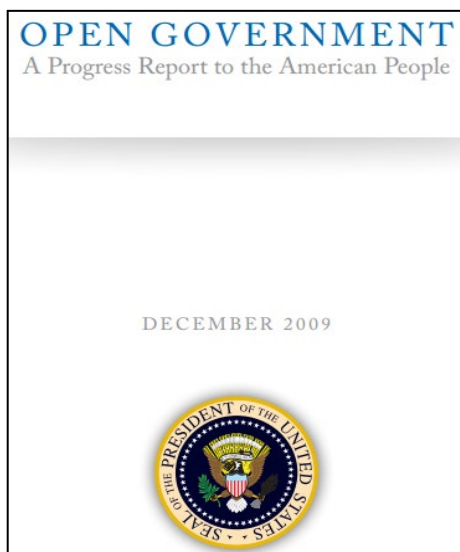 OPEN GOVERNMENT
A Progress Report to the American People
DECEMBER 2009
SEAL OF THE PRESIDENT OF THE UNITED STATES